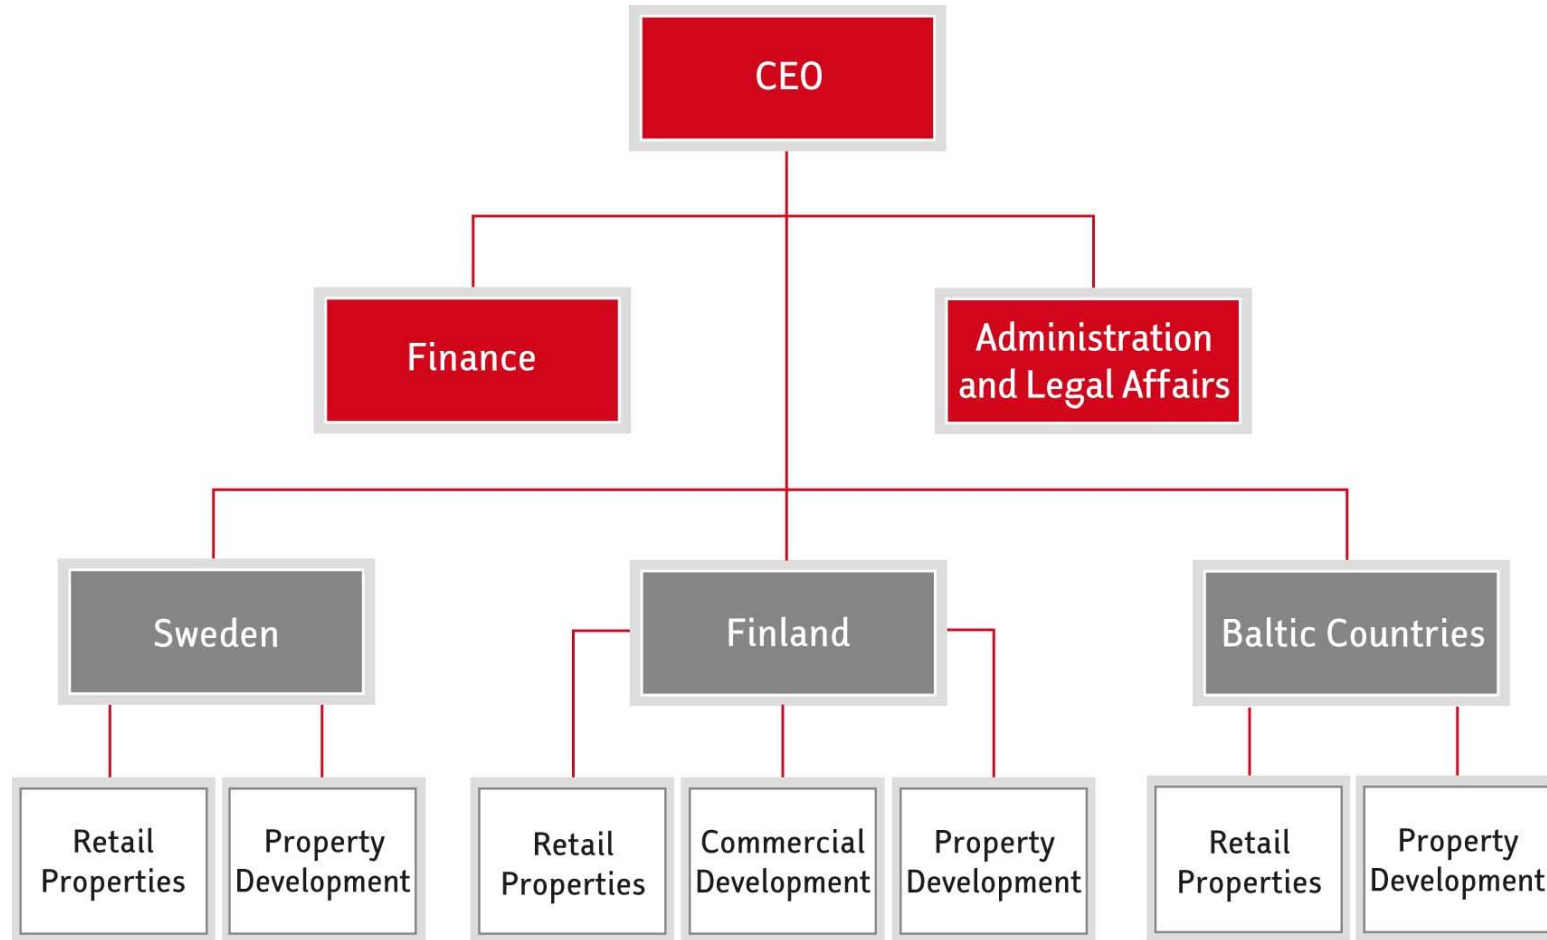 CEO
Finance
Administration
and Legal Affairs
Sweden
Finland
Baltic Countries
Retail
Properties
Property
Development
Retail
Properties
Commercial
Development
Property
Development
Retail
Properties
Property
Development